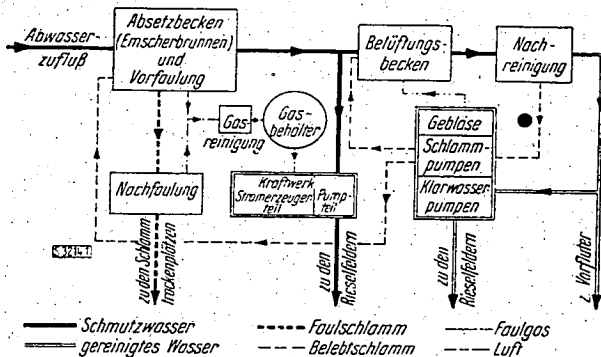 Absetzbecken
(Emscherbrunnen)
und
Vorfaulung
Abwasser-
zufluß
Belüftungs-
becken
Nach-
reinigung
Gas-
reinigung
Gas-
behälter
Gebläse
Schlamm-
pumpen
Klarwasser
pumpen
Nachfaulung
Kraftwerk
Stromerzeuger
teil
Pump-
teil
zu den Schlamm
trockenplätzen
zu den
Rieselfeldern
zu den
Rieselfeldern
z. Vorfluter
S 3214.1
Schmutzwasser
gereinigtes Wasser
Faulschlamm
Belebtschlamm
Faulgas
Luft